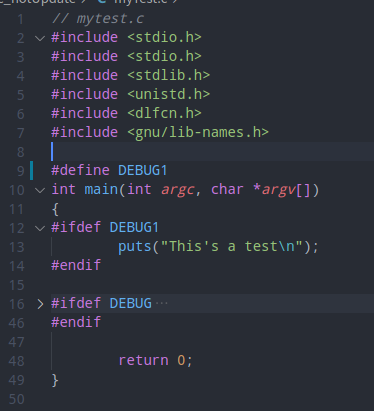 1 // mytest.c
2 #include <stdio.h>
3 #include <stdio.h>
4 #include <stdlib.h>
5 #include <unistd.h>
6 #include <dlfcn.h>
7 #include <gnu/lib-names.h>
8
9 #define DEBUG1
10 int main(int argc, char *argv[])
11 {
12 #ifdef DEBUG1
13 puts("This's a test\n");
14 #endif
15
16 #ifdef DEBUG ···
46 #endif
47
48 return 0;
49 }
50